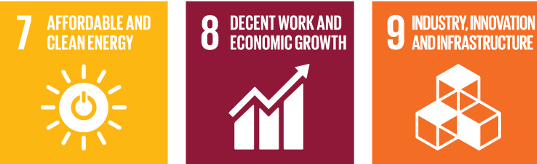 7 AFFORDABLE AND
CLEAN ENERGY
8 DECENT WORK AND
ECONOMIC GROWTH
9 INDUSTRY, INNOVATION
AND INFRASTRUCTURE